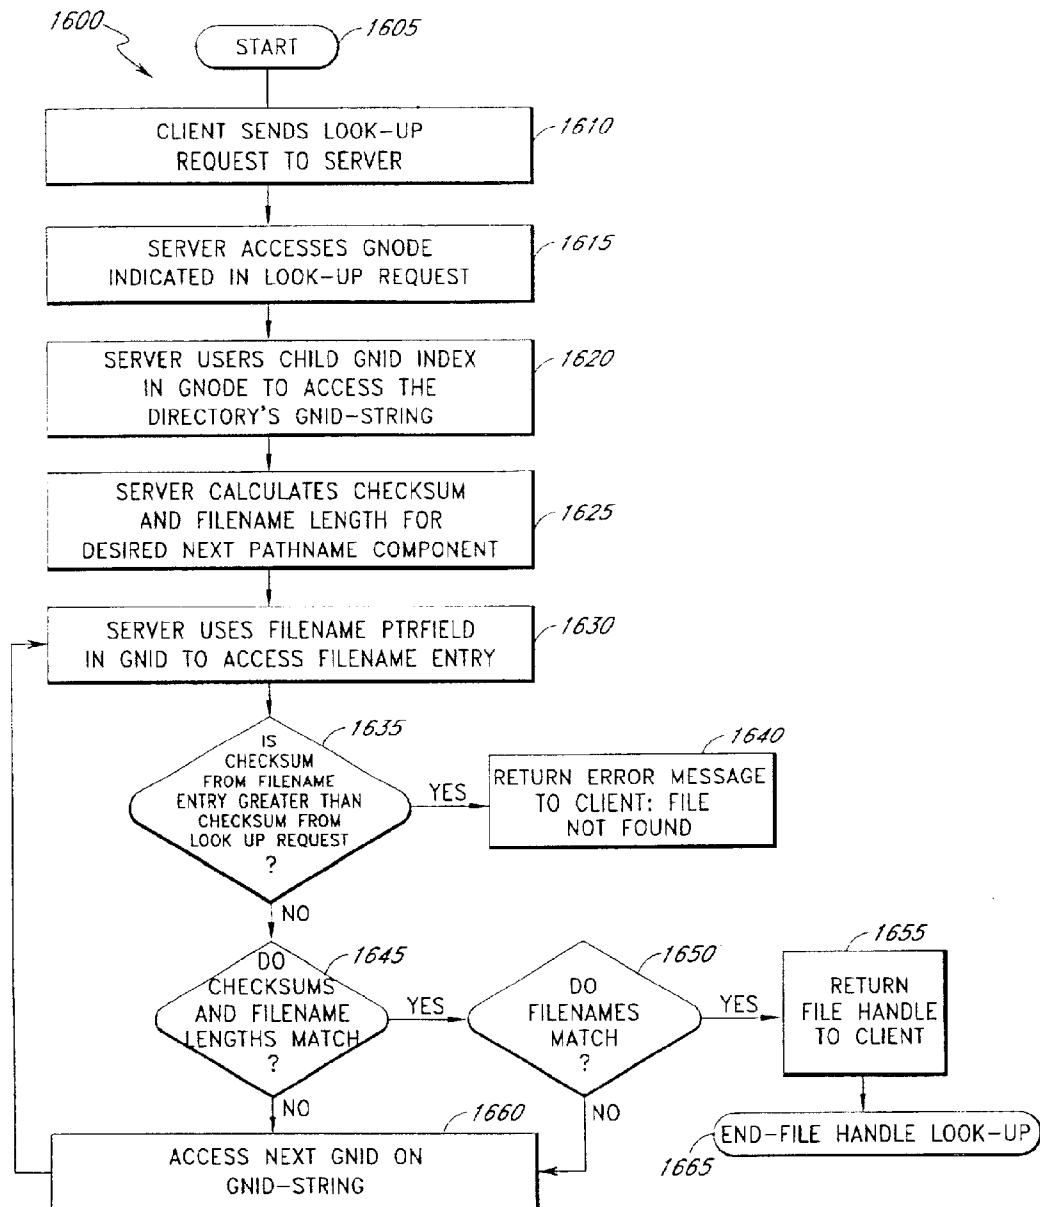 1600
START
1605
CLIENT SENDS LOOK-UP
REQUEST TO SERVER
1610
SERVER ACCESSES GNODE
INDICATED IN LOOK-UP REQUEST
1615
SERVER USERS CHILD GNID INDEX
IN GNODE TO ACCESS THE
DIRECTORY'S GNID-STRING
1620
SERVER CALCULATES CHECKSUM
AND FILENAME LENGTH FOR
DESIRED NEXT PATHNAME COMPONENT
1625
SERVER USES FILENAME PTRFIELD
IN GNID TO ACCESS FILENAME ENTRY
1630
IS
CHECKSUM
FROM FILENAME
ENTRY GREATER THAN
CHECKSUM FROM
LOOK UP REQUEST
?
1635
YES
RETURN ERROR MESSAGE
TO CLIENT: FILE
NOT FOUND
1640
NO
DO
CHECKSUMS
AND FILENAME
LENGTHS MATCH
?
1645
YES
DO
FILENAMES
MATCH
?
1650
YES
RETURN
FILE HANDLE
TO CLIENT
1655
NO
NO
ACCESS NEXT GNID ON
GNID-STRING
1660
END-FILE HANDLE LOOK-UP
1665